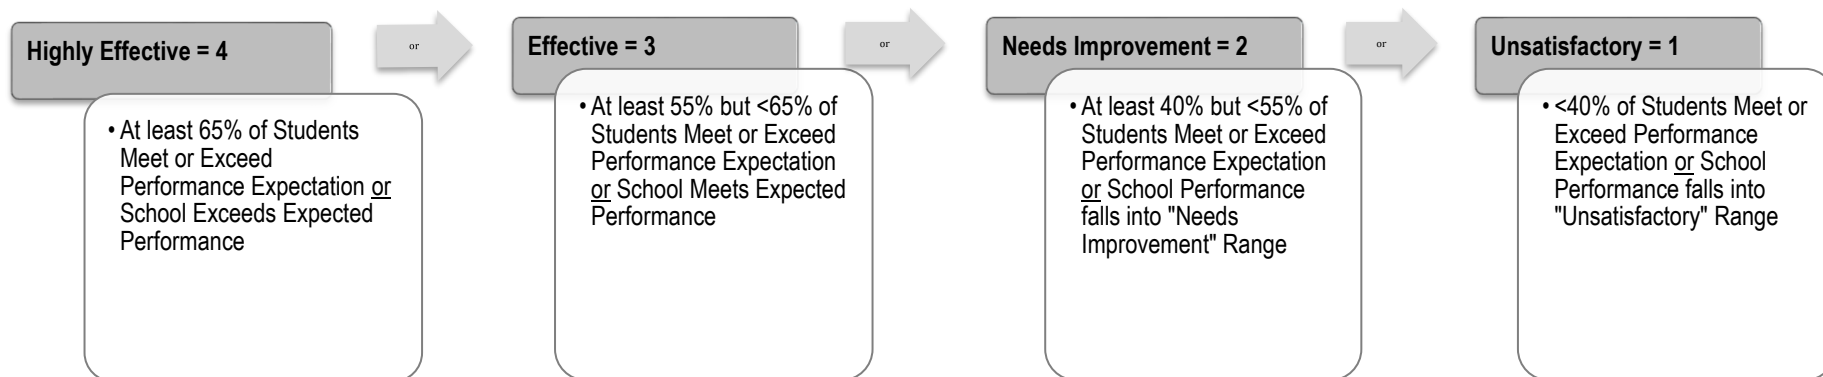 Highly Effective = 4
• At least 65% of Students
Meet or Exceed
Performance Expectation or
School Exceeds Expected
Performance
or
Effective = 3
• At least 55% but <65% of
Students Meet or Exceed
Performance Expectation
or School Meets Expected
Performance
or
Needs Improvement = 2
• At least 40% but <55% of
Students Meet or Exceed
Performance Expectation
or School Performance
falls into "Needs
Improvement" Range
or
Unsatisfactory = 1
• <40% of Students Meet or
Exceed Performance
Expectation or School
Performance falls into
"Unsatisfactory" Range